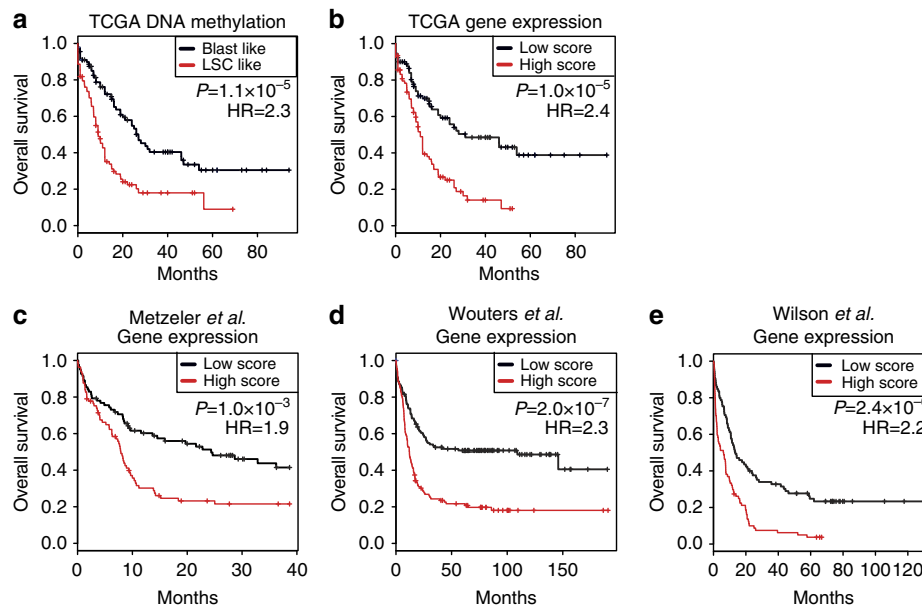 a
TCGA DNA methylation
Overall survival
1.0
0.8
0.6
0.4
0.2
0.0
Blast like
LSC like
P=1.1×10⁻⁵
HR=2.3
0 20 40 60 80
Months
b
TCGA gene expression
Overall survival
1.0
0.8
0.6
0.4
0.2
0.0
Low score
High score
P=1.0×10⁻⁵
HR=2.4
0 20 40 60 80
Months
c
Metzeler et al.
Gene expression
Overall survival
1.0
0.8
0.6
0.4
0.2
0.0
Low score
High score
P=1.0×10⁻³
HR=1.9
0 10 20 30 40
Months
d
Wouters et al.
Gene expression
Overall survival
1.0
0.8
0.6
0.4
0.2
0.0
Low score
High score
P=2.0×10⁻⁷
HR=2.3
0 50 100 150
Months
e
Wilson et al.
Gene expression
Overall survival
1.0
0.8
0.6
0.4
0.2
0.0
Low score
High score
HR=2.2
0 20 40 60 80 120
Months